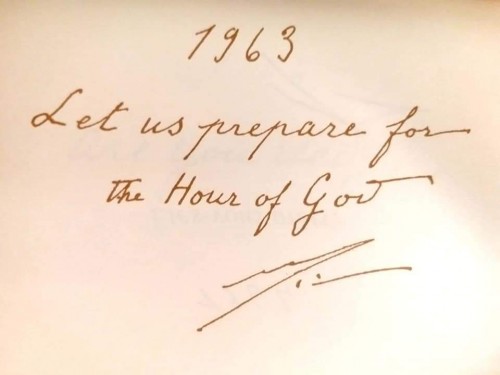 1963
Let us prepare for
the Hour of God